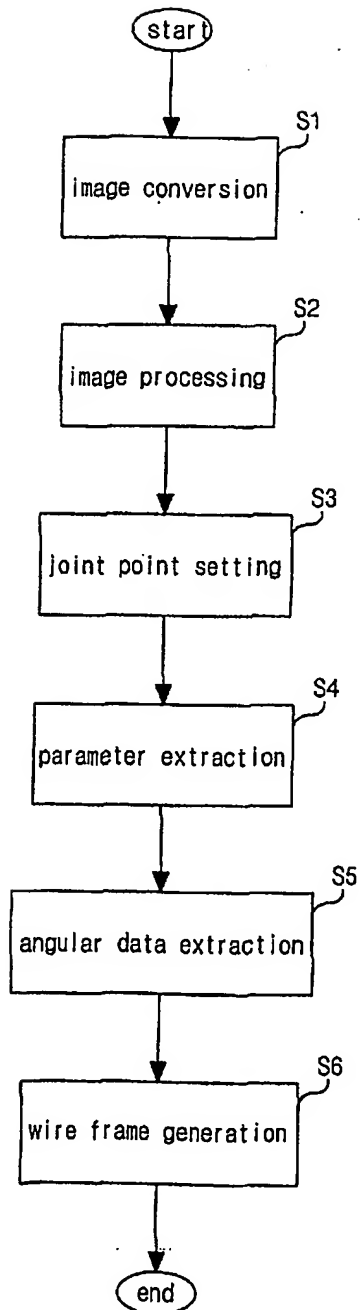 start
S1
image conversion
S2
image processing
S3
joint point setting
S4
parameter extraction
S5
angular data extraction
S6
wire frame generation
end